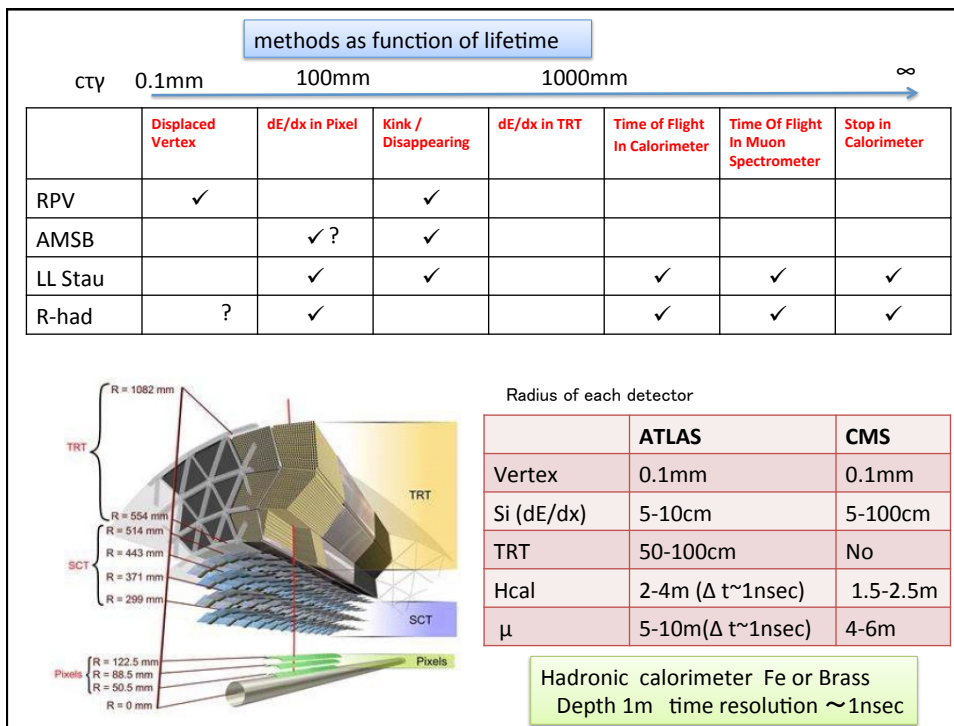 methods as function of lifetime
cτγ 0.1mm 100mm 1000mm ∞
Displaced Vertex dE/dx in Pixel Kink / Disappearing dE/dx in TRT Time of Flight In Calorimeter Time Of Flight In Muon Spectrometer Stop in Calorimeter
RPV ✓ ✓
AMSB ✓? ✓
LL Stau ✓ ✓ ✓ ✓ ✓
R-had ? ✓ ✓ ✓ ✓
R = 1082 mm
TRT
TRT
R = 554 mm
R = 514 mm
R = 443 mm
SCT
R = 371 mm
R = 299 mm
SCT
Pixels
R = 122.5 mm
Pixels R = 88.5 mm
R = 50.5 mm
R = 0 mm
Radius of each detector
ATLAS CMS
Vertex 0.1mm 0.1mm
Si (dE/dx) 5-10cm 5-100cm
TRT 50-100cm No
Hcal 2-4m (Δ t~1nsec) 1.5-2.5m
μ 5-10m(Δ t~1nsec) 4-6m
Hadronic calorimeter Fe or Brass
Depth 1m time resolution ～1nsec